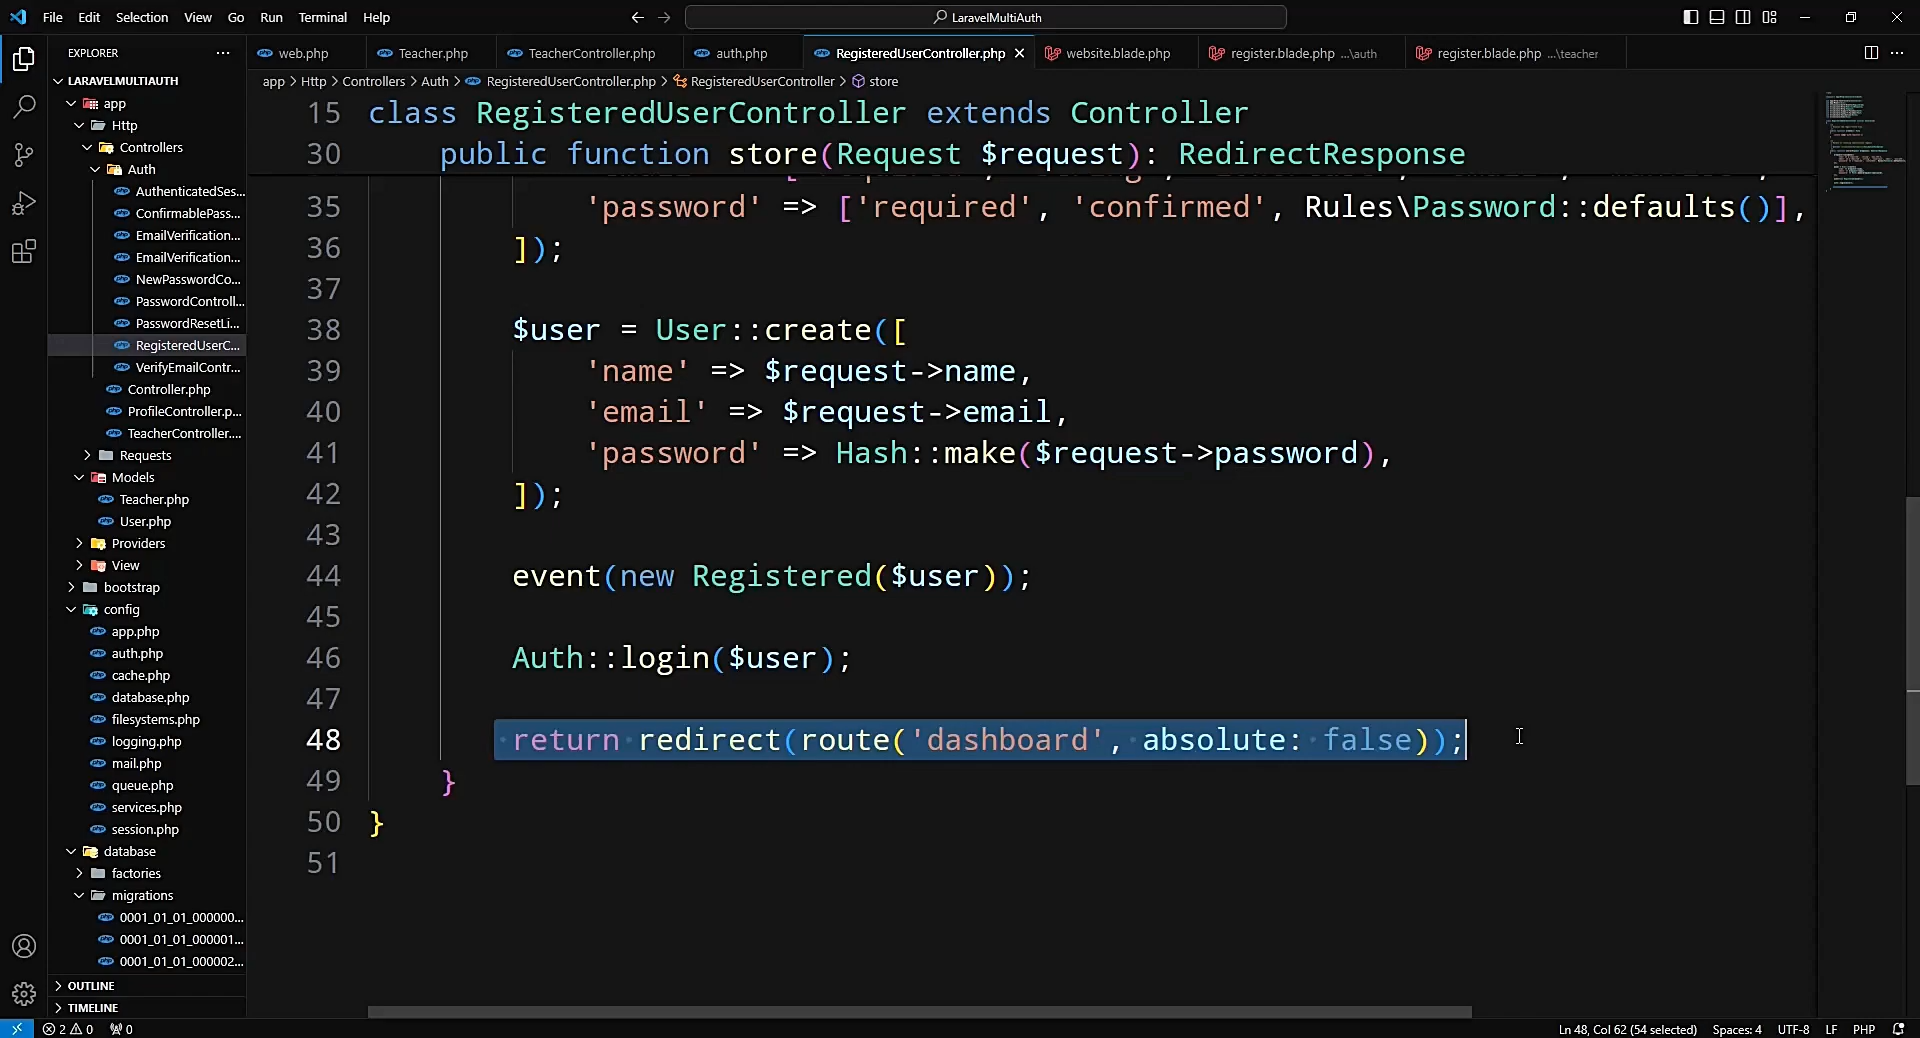 File Edit Selection View Go Run Terminal Help
LaravelMultiAuth
EXPLORER
web.php
Teacher.php
TeacherController.php
auth.php
RegisteredUserController.php
website.blade.php
register.blade.php ...\auth
register.blade.php ...\teacher
app > Http > Controllers > Auth > RegisteredUserController.php > RegisteredUserController > store
LARAVELMULTIAUTH
app
Http
Controllers
Auth
AuthenticatedSes...
ConfirmablePass...
EmailVerification...
EmailVerification...
NewPasswordCo...
PasswordControll...
PasswordResetLi...
RegisteredUserC...
VerifyEmailContr...
Controller.php
ProfileController.p...
TeacherController....
Requests
Models
Teacher.php
User.php
Providers
View
bootstrap
config
app.php
auth.php
cache.php
database.php
filesystems.php
logging.php
mail.php
queue.php
services.php
session.php
database
factories
migrations
0001_01_01_000000...
0001_01_01_000001...
0001_01_01_000002...
OUTLINE
TIMELINE
15 class RegisteredUserController extends Controller
30 public function store(Request $request): RedirectResponse
35 'password' => ['required', 'confirmed', Rules\Password::defaults()],
36 ]);
37
38 $user = User::create([
39 'name' => $request->name,
40 'email' => $request->email,
41 'password' => Hash::make($request->password),
42 ]);
43
44 event(new Registered($user));
45
46 Auth::login($user);
47
48 return redirect(route('dashboard', absolute: false));
49 }
50 }
51
2 0 0
Ln 48, Col 62 (54 selected) Spaces: 4 UTF-8 LF PHP